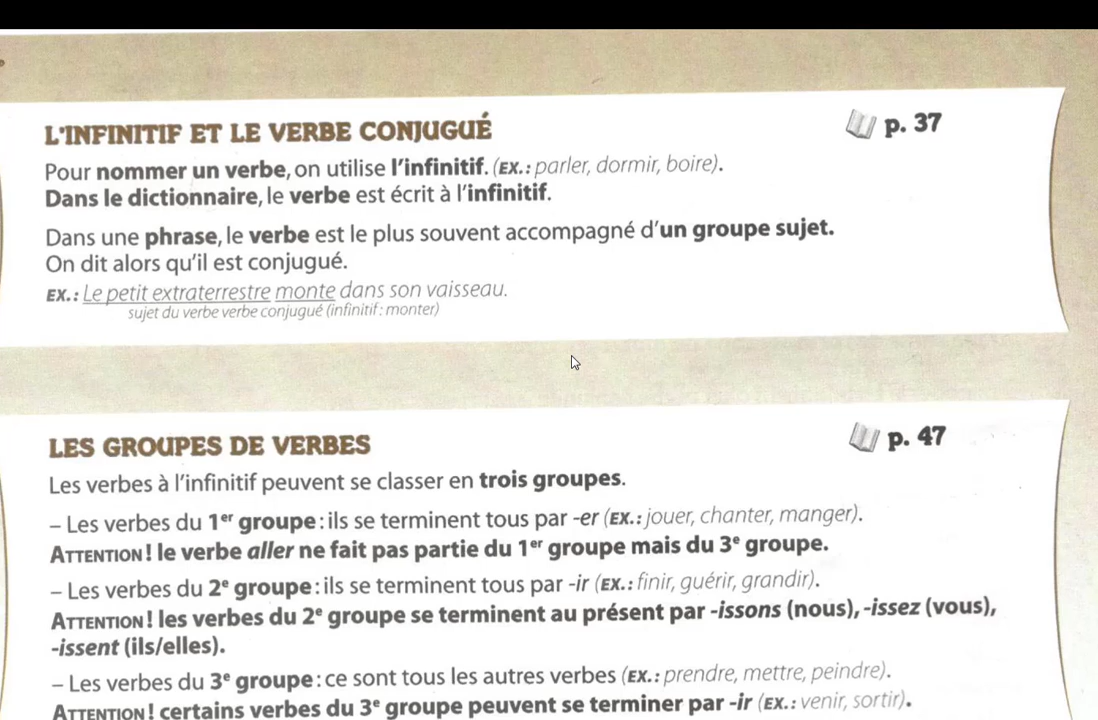 L'INFINITIF ET LE VERBE CONJUGUÉ
p. 37
Pour nommer un verbe, on utilise l'infinitif. (EX. : parler, dormir, boire).
Dans le dictionnaire, le verbe est écrit à l'infinitif.
Dans une phrase, le verbe est le plus souvent accompagné d'un groupe sujet.
On dit alors qu'il est conjugué.
EX. : Le petit extraterrestre monte dans son vaisseau.
sujet du verbe verbe conjugué (infinitif : monter)
LES GROUPES DE VERBES
p. 47
Les verbes à l'infinitif peuvent se classer en trois groupes.
– Les verbes du 1er groupe : ils se terminent tous par -er (EX. : jouer, chanter, manger).
ATTENTION ! le verbe aller ne fait pas partie du 1er groupe mais du 3e groupe.
– Les verbes du 2e groupe : ils se terminent tous par -ir (EX. : finir, guérir, grandir).
ATTENTION ! les verbes du 2e groupe se terminent au présent par -issons (nous), -issez (vous),
-issent (ils/elles).
– Les verbes du 3e groupe : ce sont tous les autres verbes (EX. : prendre, mettre, peindre).
ATTENTION ! certains verbes du 3e groupe peuvent se terminer par -ir (EX. : venir, sortir).